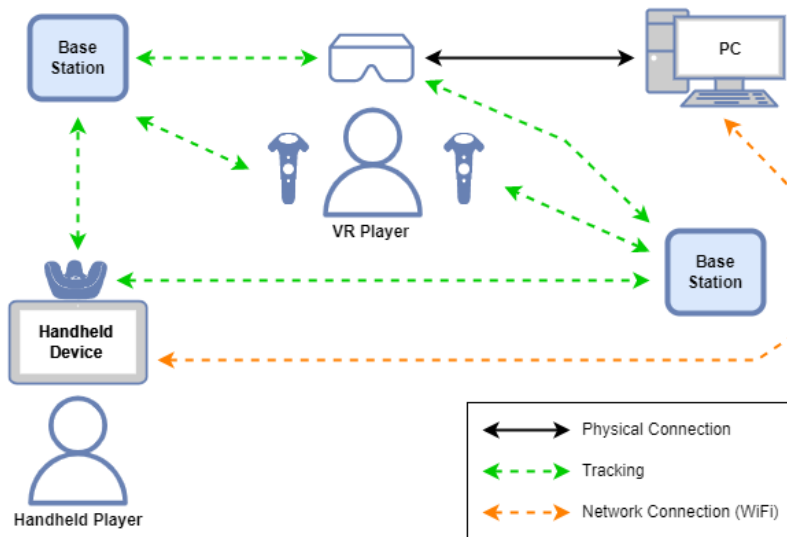 Base
Station
PC
VR Player
Base
Station
Handheld
Device
Handheld Player
Physical Connection
Tracking
Network Connection (WiFi)